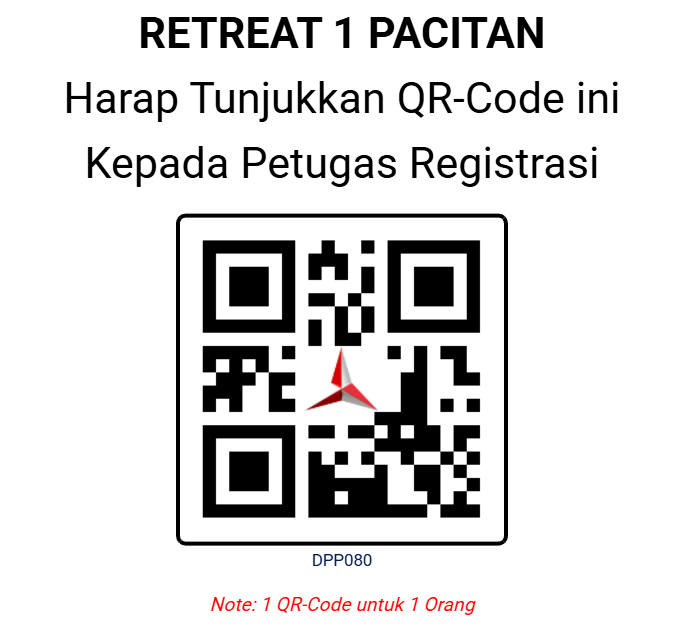 RETREAT 1 PACITAN
Harap Tunjukkan QR-Code ini
Kepada Petugas Registrasi
DPP080
Note: 1 QR-Code untuk 1 Orang